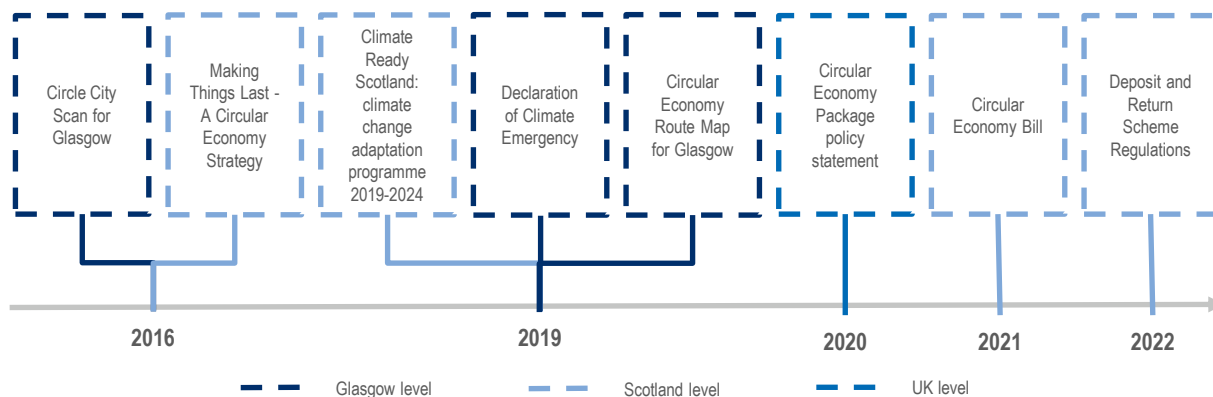 Circle City
Scan for
Glasgow
Making
Things Last -
A Circular
Economy
Strategy
Climate
Ready
Scotland:
climate
change
adaptation
programme
2019-2024
Declaration
of Climate
Emergency
Circular
Economy
Route Map
for Glasgow
Circular
Economy
Package
policy
statement
Circular
Economy Bill
Deposit and
Return
Scheme
Regulations
2016
2019
2020
2021
2022
Glasgow level
Scotland level
UK level